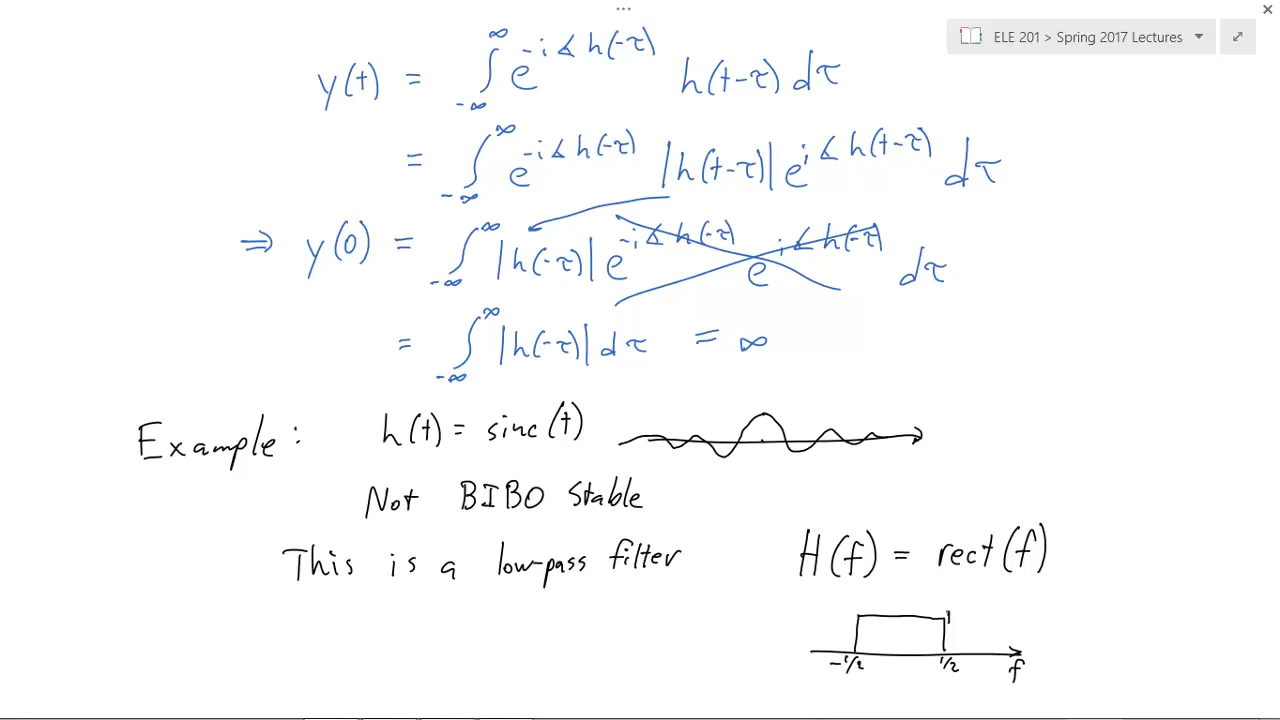 ELE 201 > Spring 2017 Lectures
y(t) = ∫_{-∞}^{∞} e^{-i∡h(-τ)} h(t-τ) dτ
= ∫_{-∞}^{∞} e^{-i∡h(-τ)} |h(t-τ)| e^{i∡h(t-τ)} dτ
⇒ y(0) = ∫_{-∞}^{∞} |h(-τ)| e^{-i∡h(-τ)} e^{i∡h(-τ)} dτ
= ∫_{-∞}^{∞} |h(-τ)| dτ = ∞
Example: h(t) = sinc(t)
Not BIBO Stable
This is a low-pass filter H(f) = rect(f)
1
-1/2 1/2 f